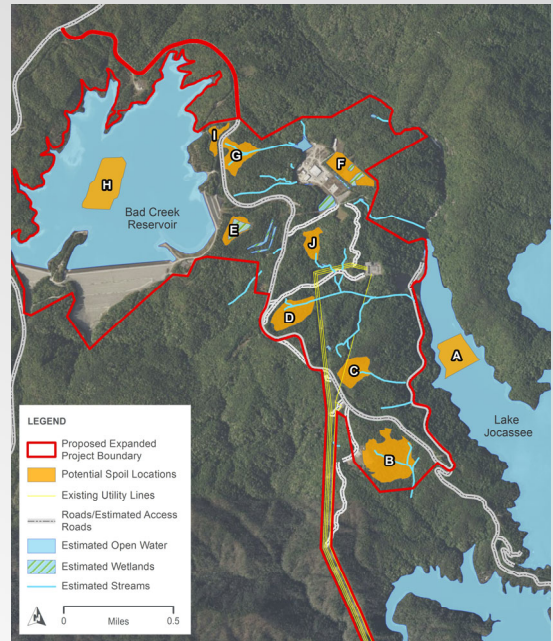 I
G
F
H
Bad Creek
Reservoir
E
J
D
A
C
Lake
Jocassee
B
LEGEND
Proposed Expanded
Project Boundary
Potential Spoil Locations
Existing Utility Lines
Roads/Estimated Access
Roads
Estimated Open Water
Estimated Wetlands
Estimated Streams
N
0 0.5
Miles